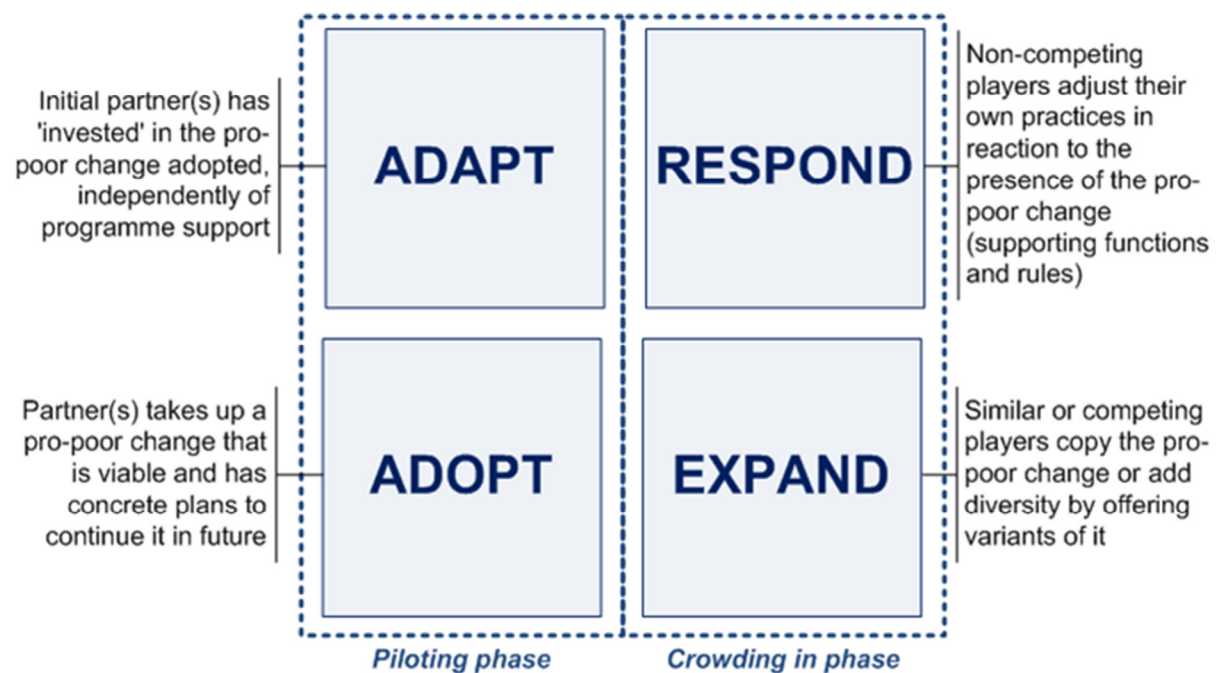 Initial partner(s) has
'invested' in the pro-
poor change adopted,
independently of
programme support
ADAPT
RESPOND
Non-competing
players adjust their
own practices in
reaction to the
presence of the pro-
poor change
(supporting functions
and rules)
Partner(s) takes up a
pro-poor change that
is viable and has
concrete plans to
continue it in future
ADOPT
EXPAND
Similar or competing
players copy the pro-
poor change or add
diversity by offering
variants of it
Piloting phase
Crowding in phase